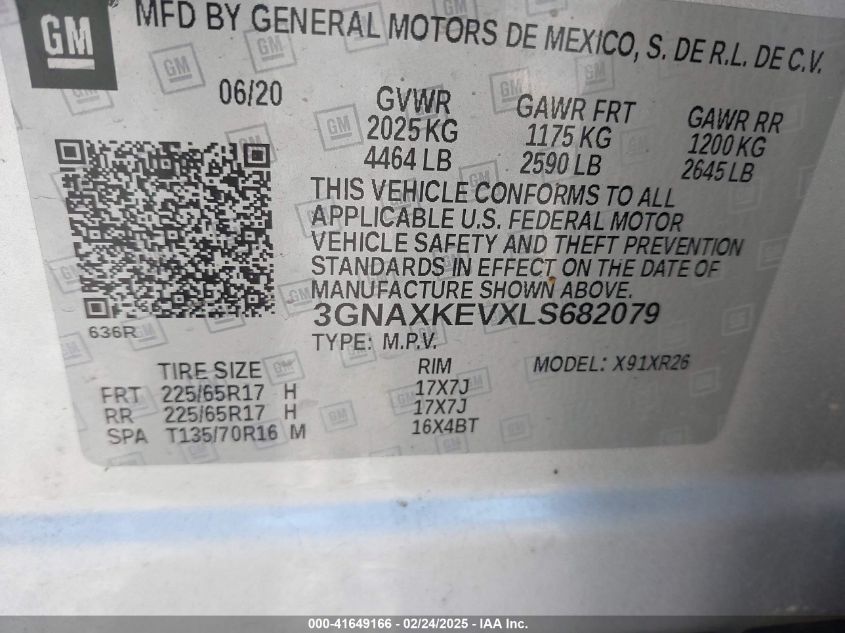 GM
MFD BY GENERAL MOTORS DE MEXICO, S. DE R.L. DE C.V.
06/20
GVWR
2025 KG
4464 LB
GAWR FRT
1175 KG
2590 LB
GAWR RR
1200 KG
2645 LB
THIS VEHICLE CONFORMS TO ALL
APPLICABLE U.S. FEDERAL MOTOR
VEHICLE SAFETY AND THEFT PREVENTION
STANDARDS IN EFFECT ON THE DATE OF
MANUFACTURE SHOWN ABOVE.
3GNAXKEVXLS682079
636R
TYPE: M.P.V.
MODEL: X91XR26
TIRE SIZE RIM
FRT 225/65R17 H 17X7J
RR 225/65R17 H 17X7J
SPA T135/70R16 M 16X4BT
000-41649166 - 02/24/2025 - IAA Inc.